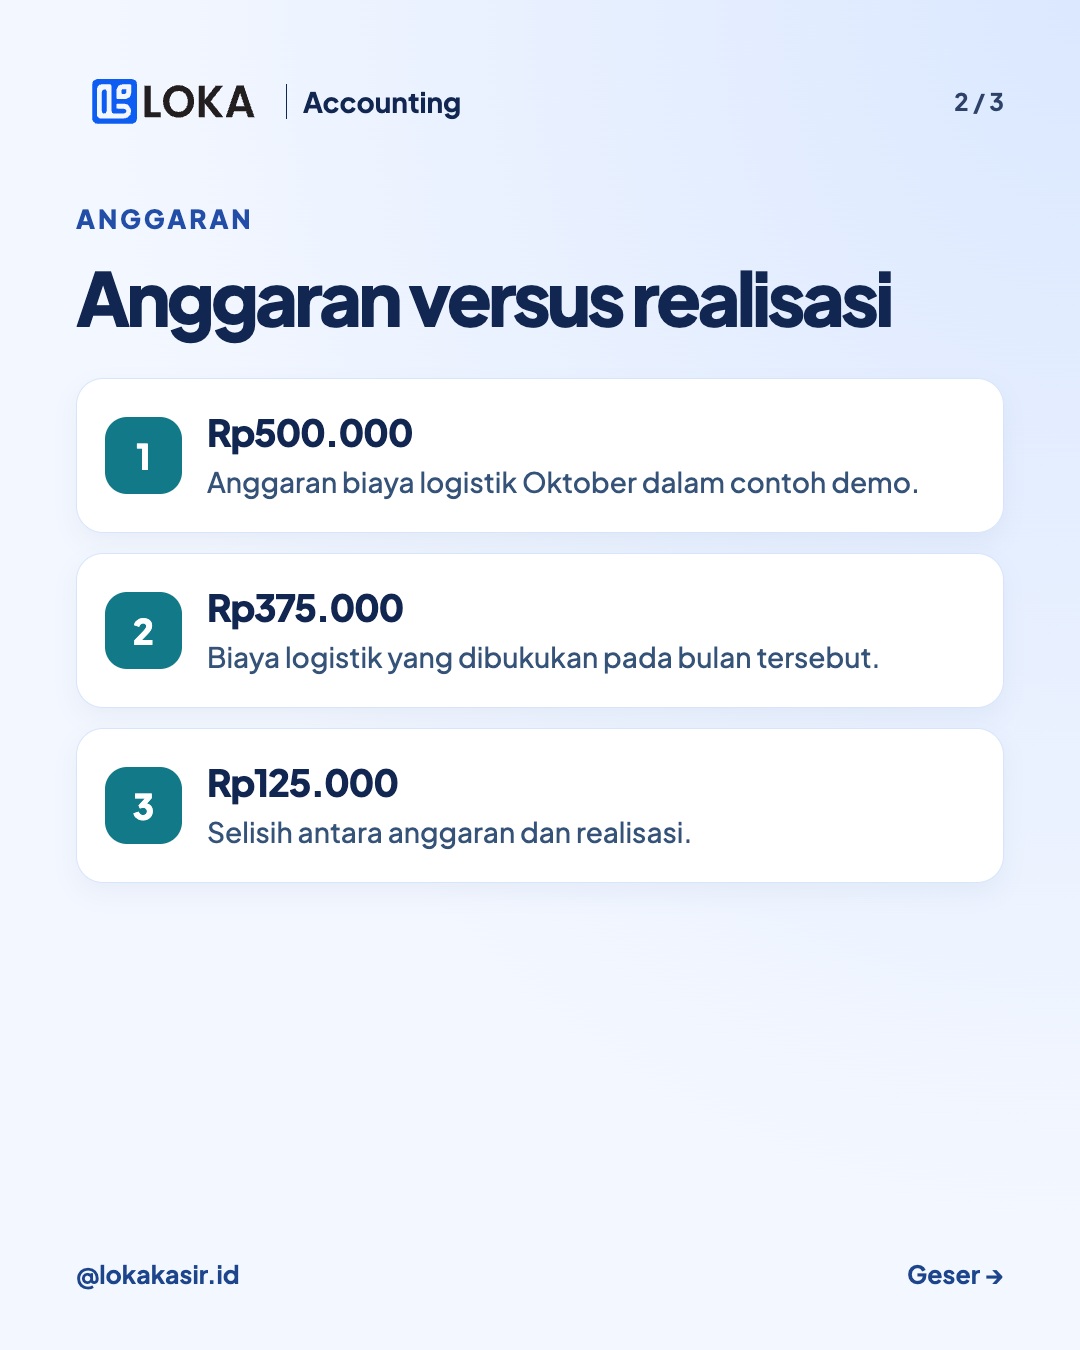 LOKA | Accounting
2 / 3
ANGGARAN
Anggaran versus realisasi
1
Rp500.000
Anggaran biaya logistik Oktober dalam contoh demo.
2
Rp375.000
Biaya logistik yang dibukukan pada bulan tersebut.
3
Rp125.000
Selisih antara anggaran dan realisasi.
@lokakasir.id
Geser →